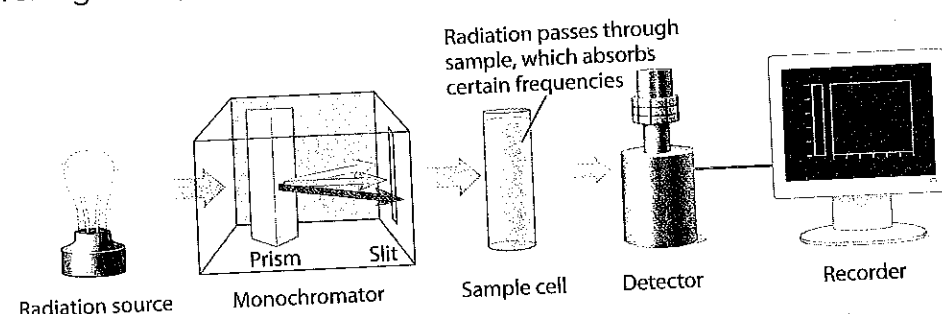 Radiation passes through
sample, which absorbs
certain frequencies
Prism
Slit
Radiation source
Monochromator
Sample cell
Detector
Recorder